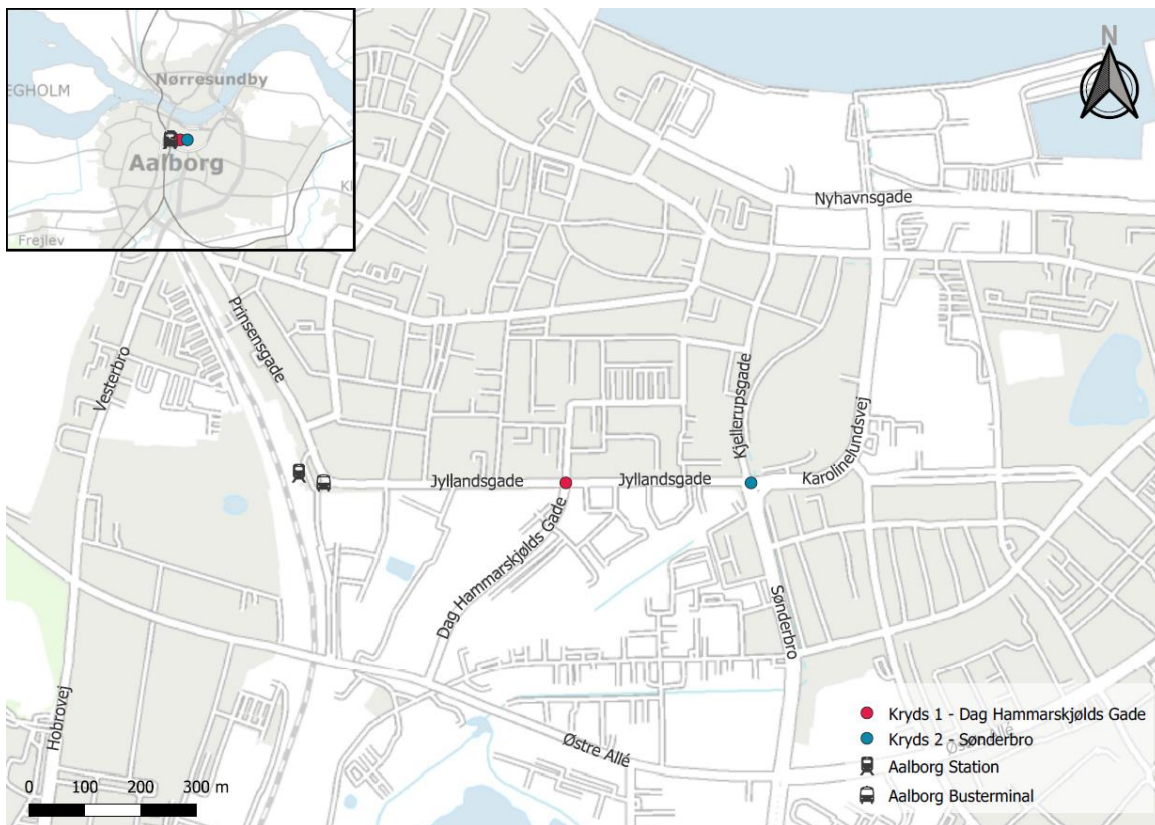 Nørresundby
EGHOLM
Aalborg
Frejlev
N
Nyhavnsgade
Prinsensgade
Vesterbro
Kjellerupsgade
Karolinelundsvej
Jyllandsgade
Jyllandsgade
Dag Hammarskjølds Gade
Sønderbro
Hobrovej
Østre Allé
Kryds 1 - Dag Hammarskjølds Gade
Kryds 2 - Sønderbro
Aalborg Station
Aalborg Busterminal
0 100 200 300 m